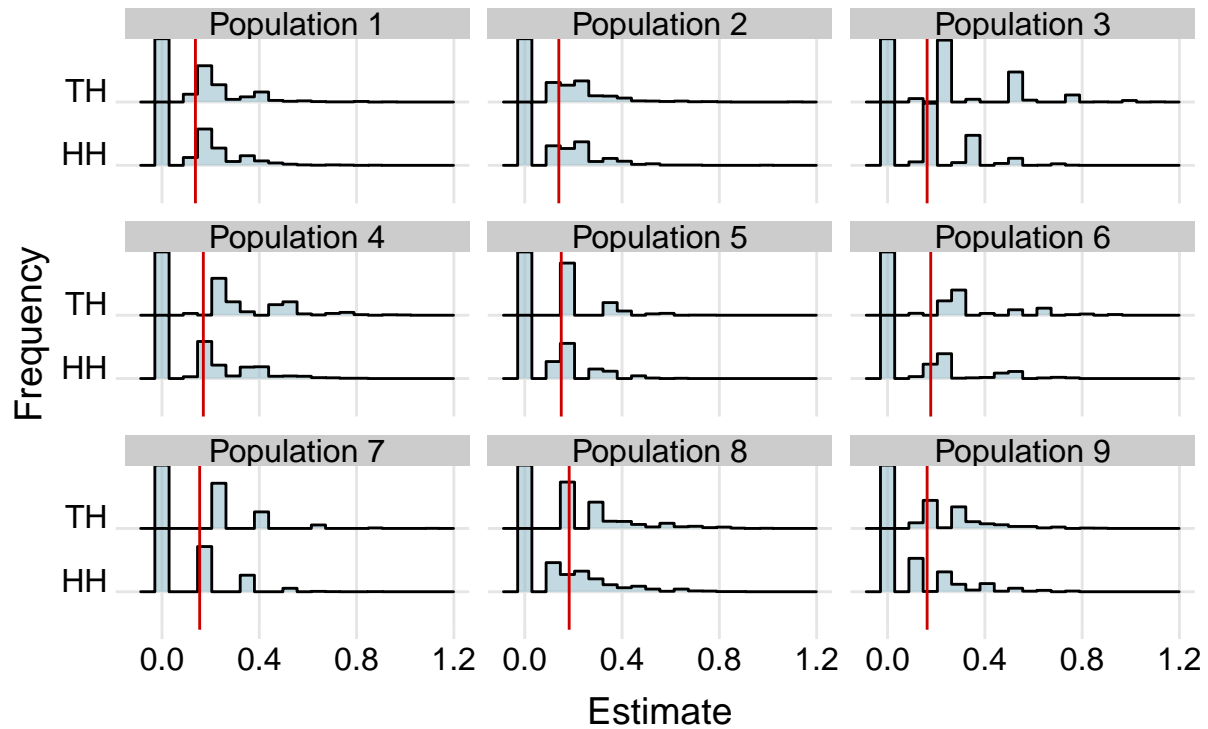 Population 1 Population 2 Population 3
TH
HH
Population 4 Population 5 Population 6
TH
HH
Population 7 Population 8 Population 9
TH
HH
Frequency
0.0 0.4 0.8 1.2 0.0 0.4 0.8 1.2 0.0 0.4 0.8 1.2
Estimate